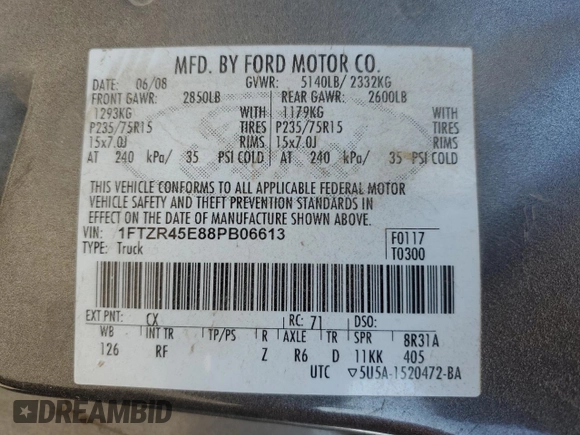 MFD. BY FORD MOTOR CO.
DATE: 06/08 GVWR: 5140LB/ 2332KG
FRONT GAWR: 2850LB REAR GAWR: 2600LB
1293KG WITH 1179KG WITH
P235/75R15 TIRES P235/75R15 TIRES
15x7.0J RIMS 15x7.0J RIMS
AT 240 kPa/ 35 PSI COLD AT 240 kPa/ 35 PSI COLD
THIS VEHICLE CONFORMS TO ALL APPLICABLE FEDERAL MOTOR
VEHICLE SAFETY AND THEFT PREVENTION STANDARDS IN
EFFECT ON THE DATE OF MANUFACTURE SHOWN ABOVE.
VIN: 1FTZR45E88PB06613 F0117
TYPE: Truck T0300
EXT PNT: CX RC: 71 DSO:
WB INT TR TP/PS R AXLE TR SPR 8R31A
126 RF Z R6 D 11KK 405
UTC ▽5U5A-1520472-BA
DREAMBID